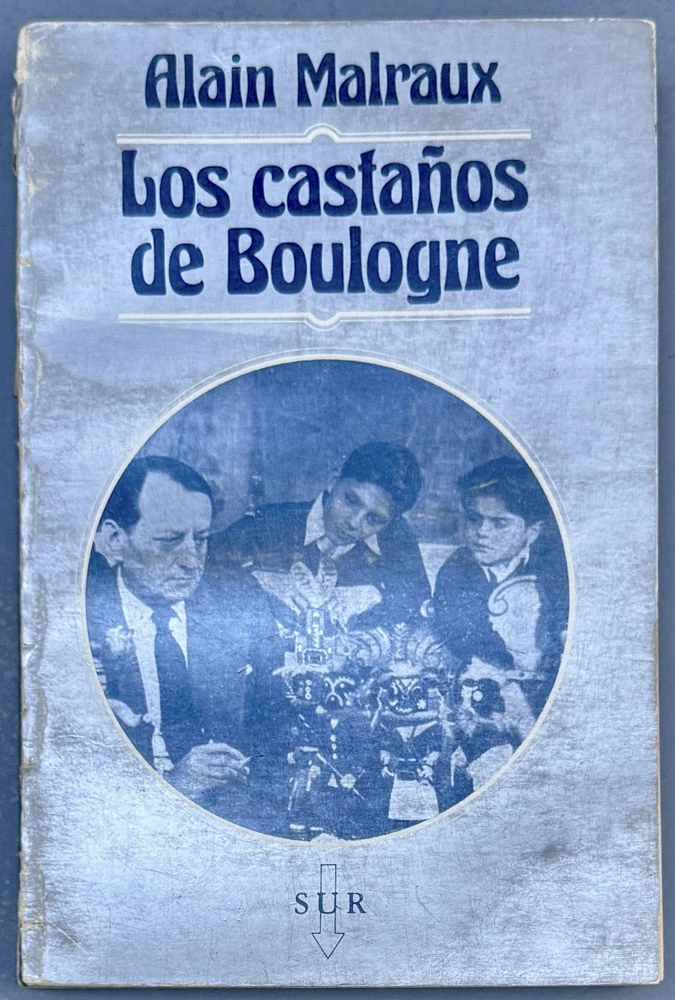 Alain Malraux
Los castaños
de Boulogne
SUR